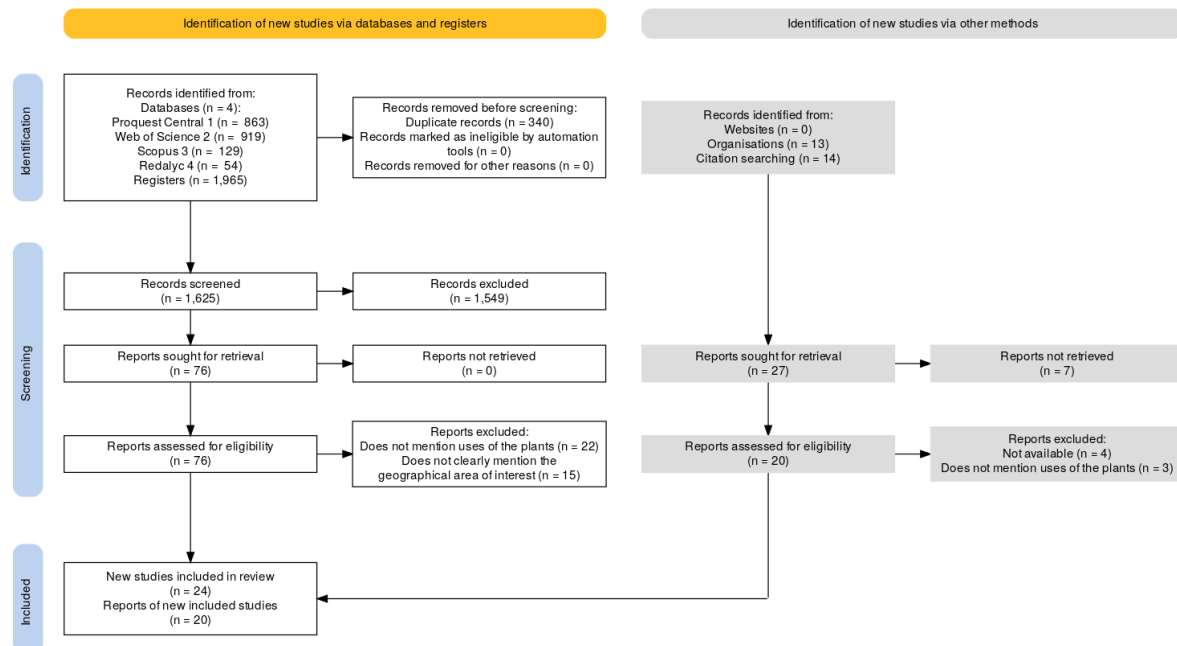 Identification of new studies via databases and registers
Identification of new studies via other methods
Identification
Records identified from:
Databases (n = 4):
Proquest Central 1 (n = 863)
Web of Science 2 (n = 919)
Scopus 3 (n = 129)
Redalyc 4 (n = 54)
Registers (n = 1,965)
Records removed before screening:
Duplicate records (n = 340)
Records marked as ineligible by automation
tools (n = 0)
Records removed for other reasons (n = 0)
Records identified from:
Websites (n = 0)
Organisations (n = 13)
Citation searching (n = 14)
Screening
Records screened
(n = 1,625)
Records excluded
(n = 1,549)
Reports sought for retrieval
(n = 76)
Reports not retrieved
(n = 0)
Reports sought for retrieval
(n = 27)
Reports not retrieved
(n = 7)
Reports assessed for eligibility
(n = 76)
Reports excluded:
Does not mention uses of the plants (n = 22)
Does not clearly mention the
geographical area of interest (n = 15)
Reports assessed for eligibility
(n = 20)
Reports excluded:
Not available (n = 4)
Does not mention uses of the plants (n = 3)
Included
New studies included in review
(n = 24)
Reports of new included studies
(n = 20)